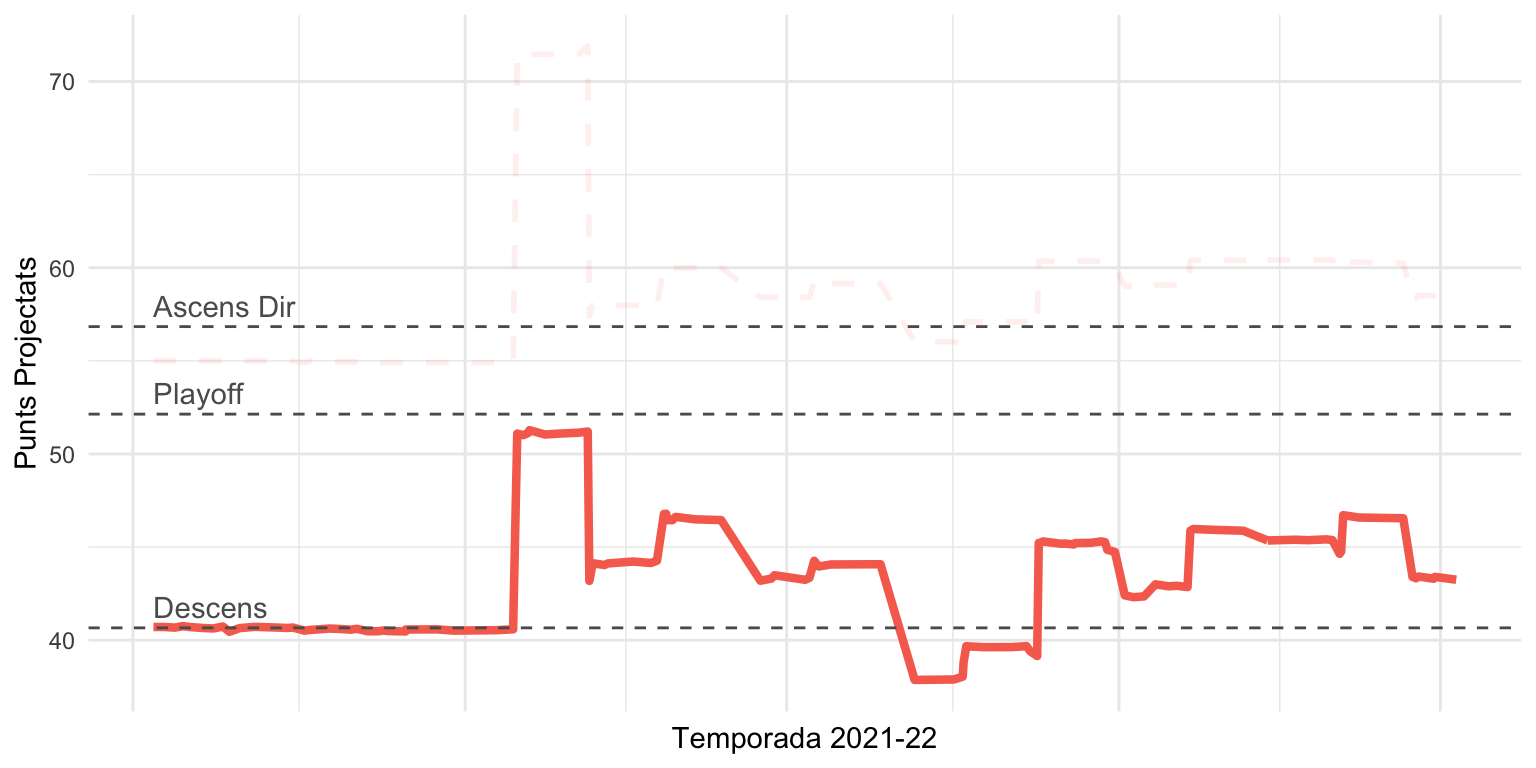 70
60
50
40
Punts Projectats
Ascens Dir
Playoff
Descens
Temporada 2021-22